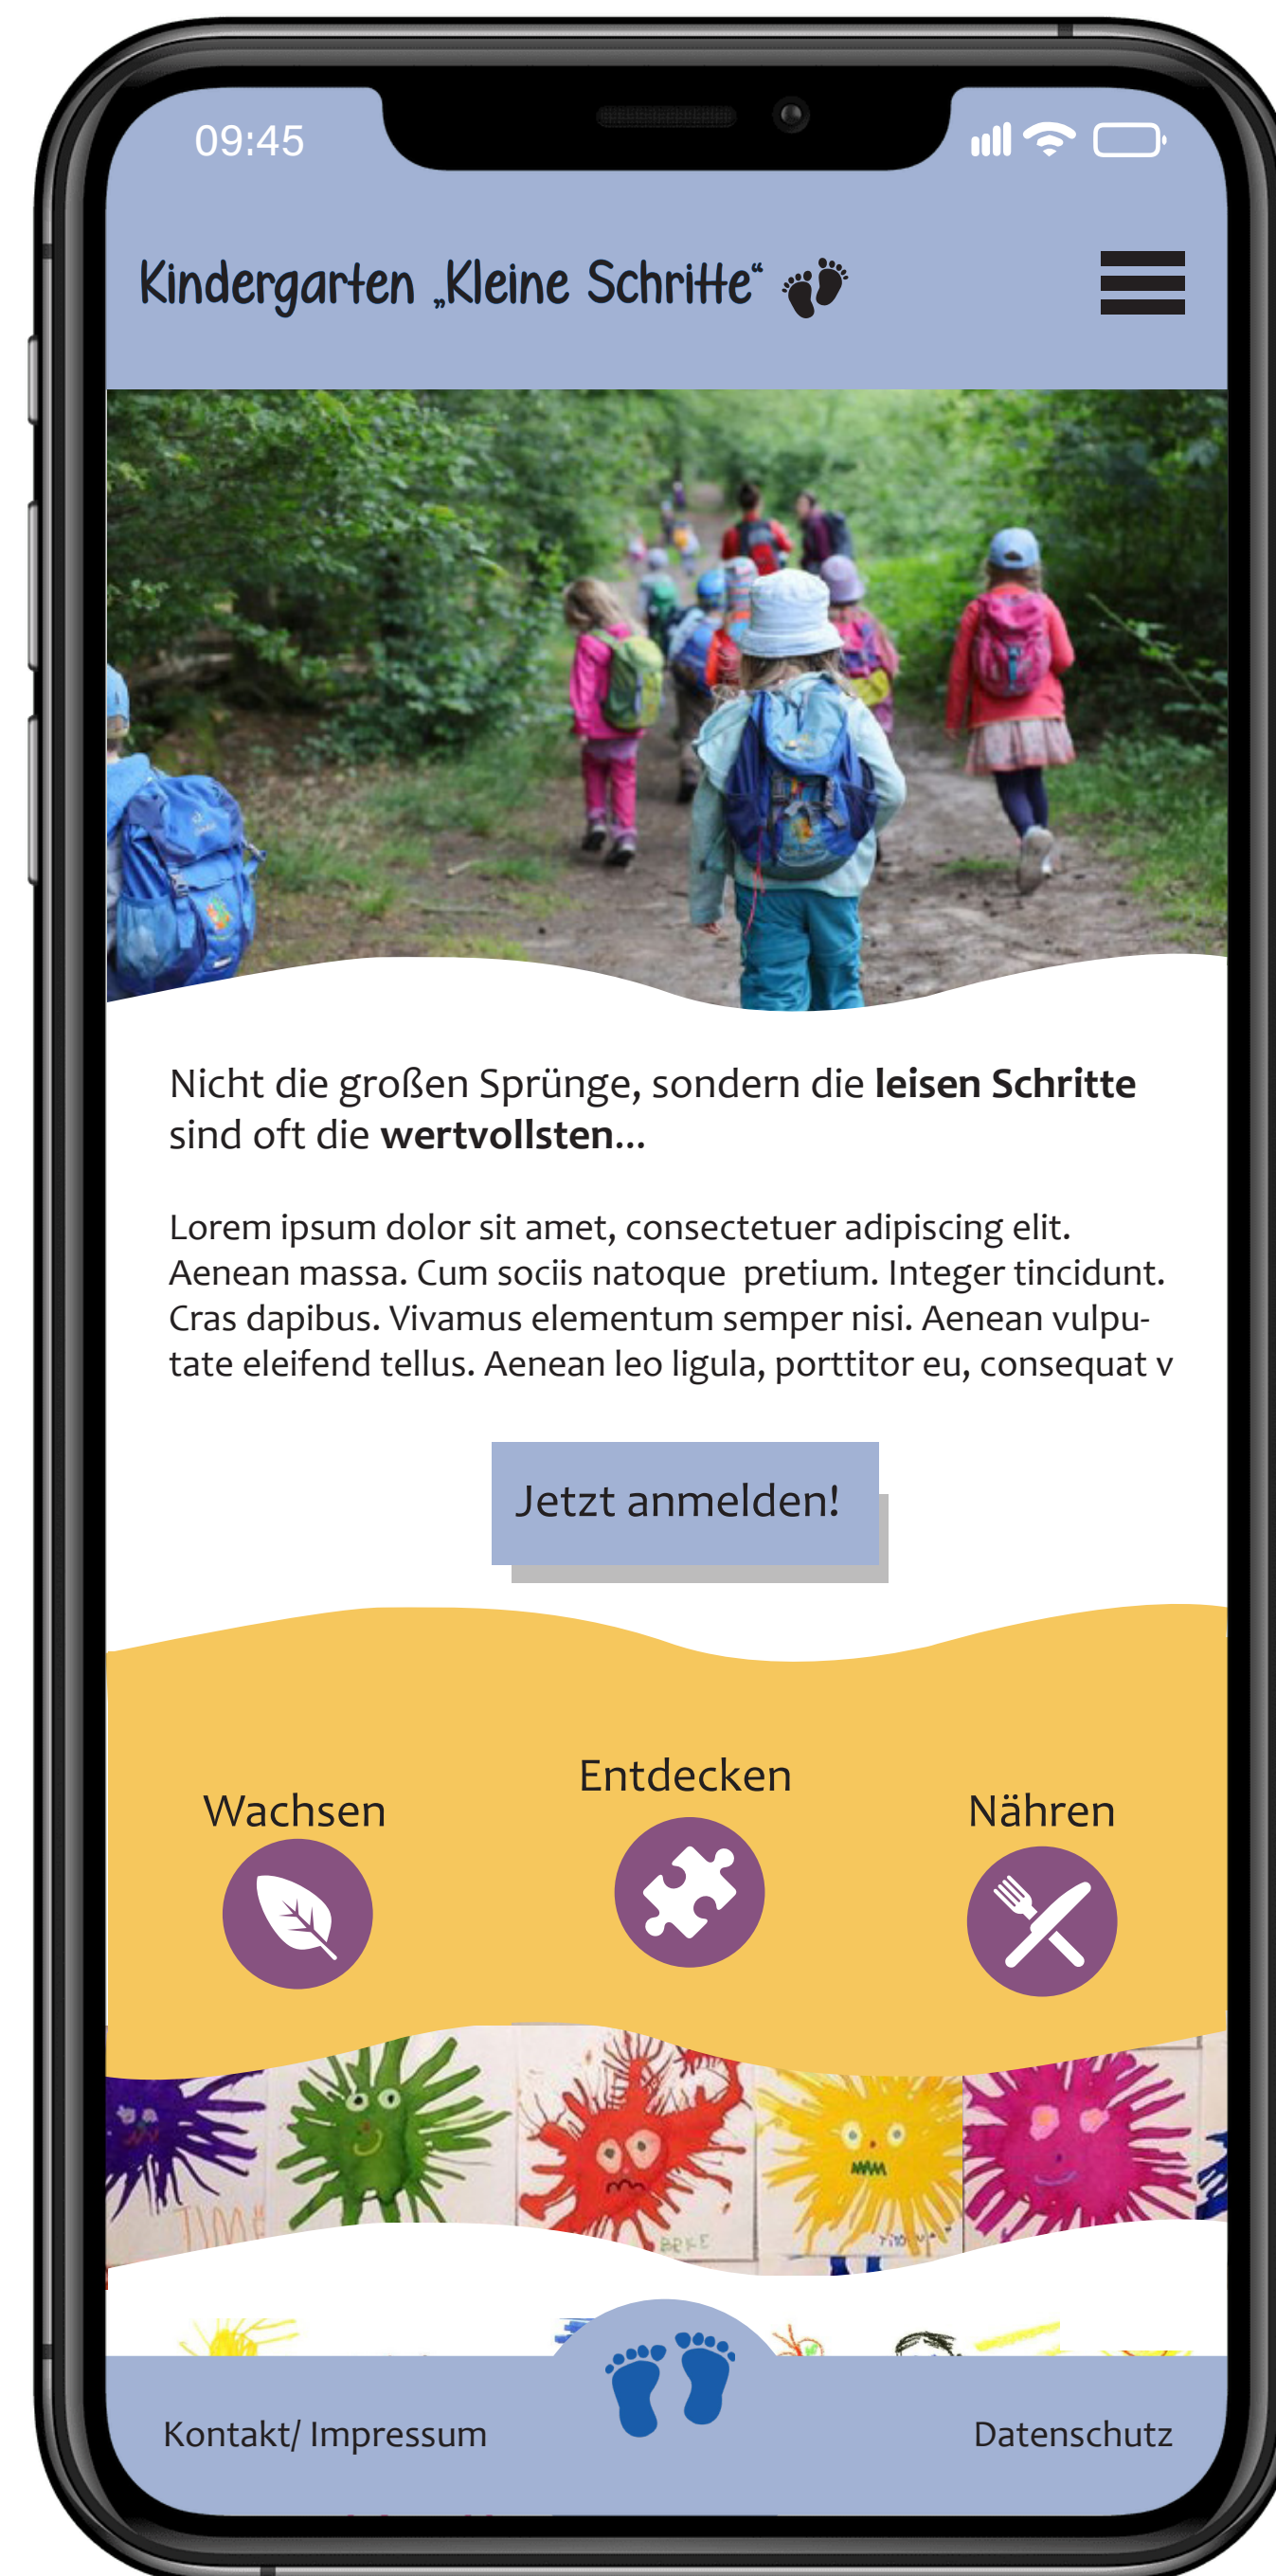 09:45
Kindergarten „Kleine Schritte“
Nicht die großen Sprünge, sondern die leisen Schritte
sind oft die wertvollsten...
Lorem ipsum dolor sit amet, consectetuer adipiscing elit.
Aenean massa. Cum sociis natoque pretium. Integer tincidunt.
Cras dapibus. Vivamus elementum semper nisi. Aenean vulpu-
tate eleifend tellus. Aenean leo ligula, porttitor eu, consequat v
Jetzt anmelden!
Entdecken
Wachsen
Nähren
Kontakt/ Impressum
Datenschutz